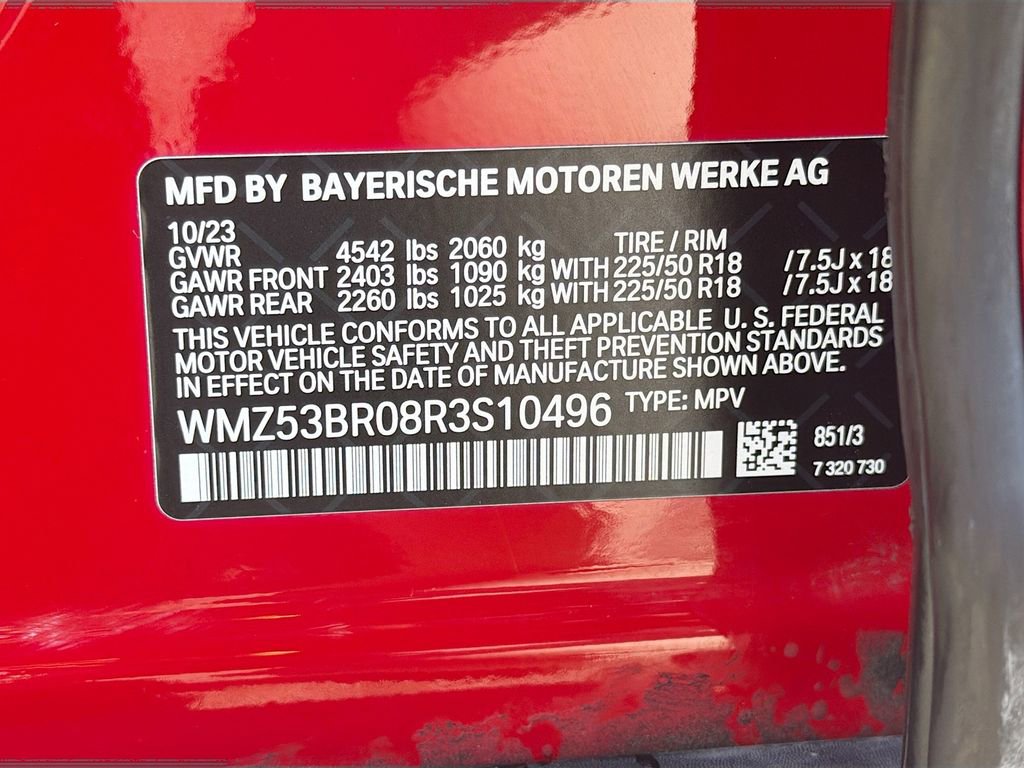 MFD BY BAYERISCHE MOTOREN WERKE AG
10/23
TIRE / RIM
GVWR 4542 lbs 2060 kg
GAWR FRONT 2403 lbs 1090 kg WITH 225/50 R18 /7.5J x 18
GAWR REAR 2260 lbs 1025 kg WITH 225/50 R18 /7.5J x 18
THIS VEHICLE CONFORMS TO ALL APPLICABLE U. S. FEDERAL
MOTOR VEHICLE SAFETY AND THEFT PREVENTION STANDARDS
IN EFFECT ON THE DATE OF MANUFACTURE SHOWN ABOVE.
WMZ53BR08R3S10496 TYPE: MPV
851/3
7 320 730